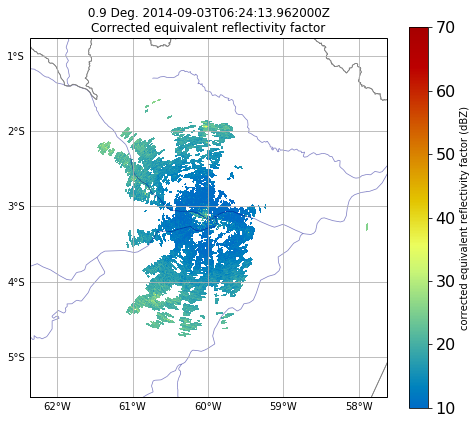 0.9 Deg. 2014-09-03T06:24:13.962000Z
Corrected equivalent reflectivity factor
1°S
2°S
3°S
4°S
5°S
62°W
61°W
60°W
59°W
58°W
70
60
50
40
30
20
10
corrected equivalent reflectivity factor (dBZ)